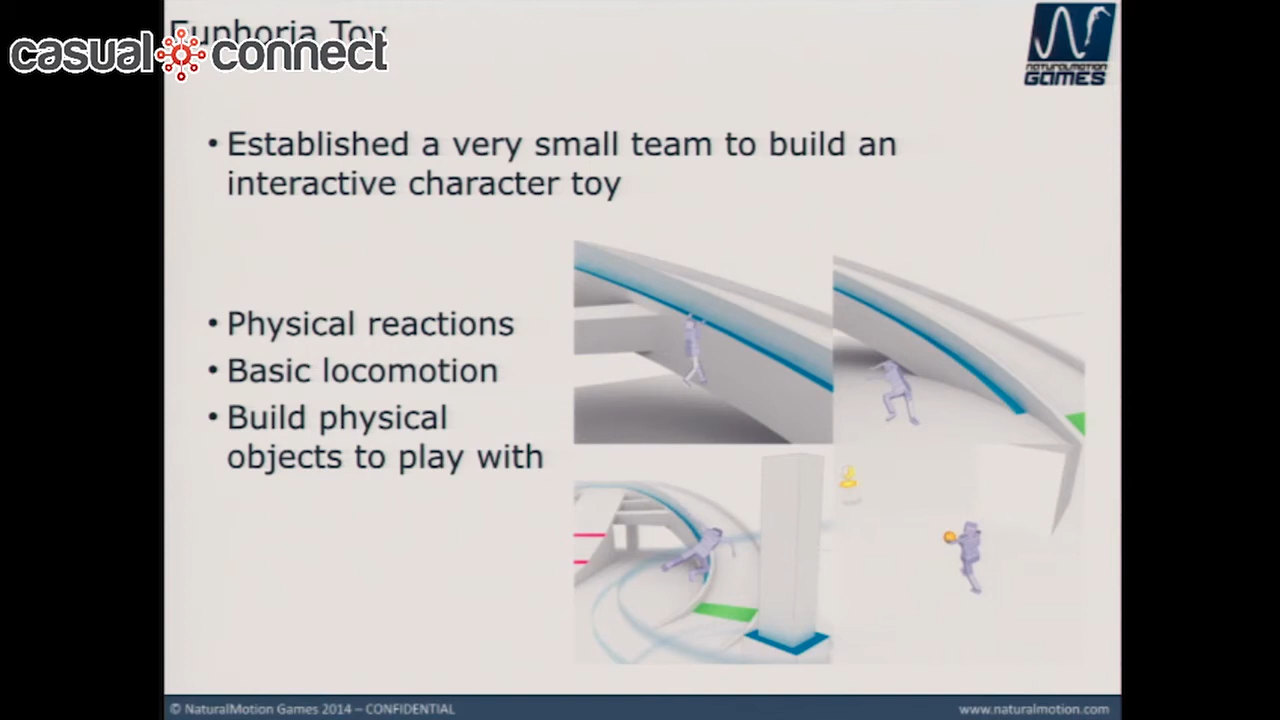 Euphoria Toy
casual connect
NATURALMOTION
GAMES
• Established a very small team to build an
interactive character toy
• Physical reactions
• Basic locomotion
• Build physical
objects to play with
© NaturalMotion Games 2014 – CONFIDENTIAL
www.naturalmotion.com